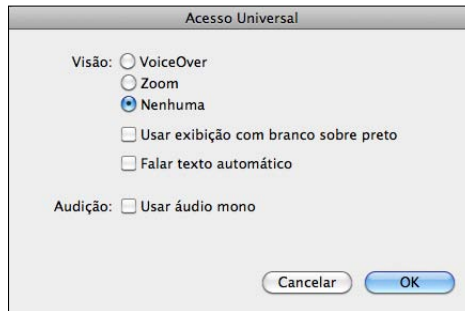 Acesso Universal
Visão: VoiceOver
Zoom
Nenhuma
Usar exibição com branco sobre preto
Falar texto automático
Audição: Usar áudio mono
Cancelar OK